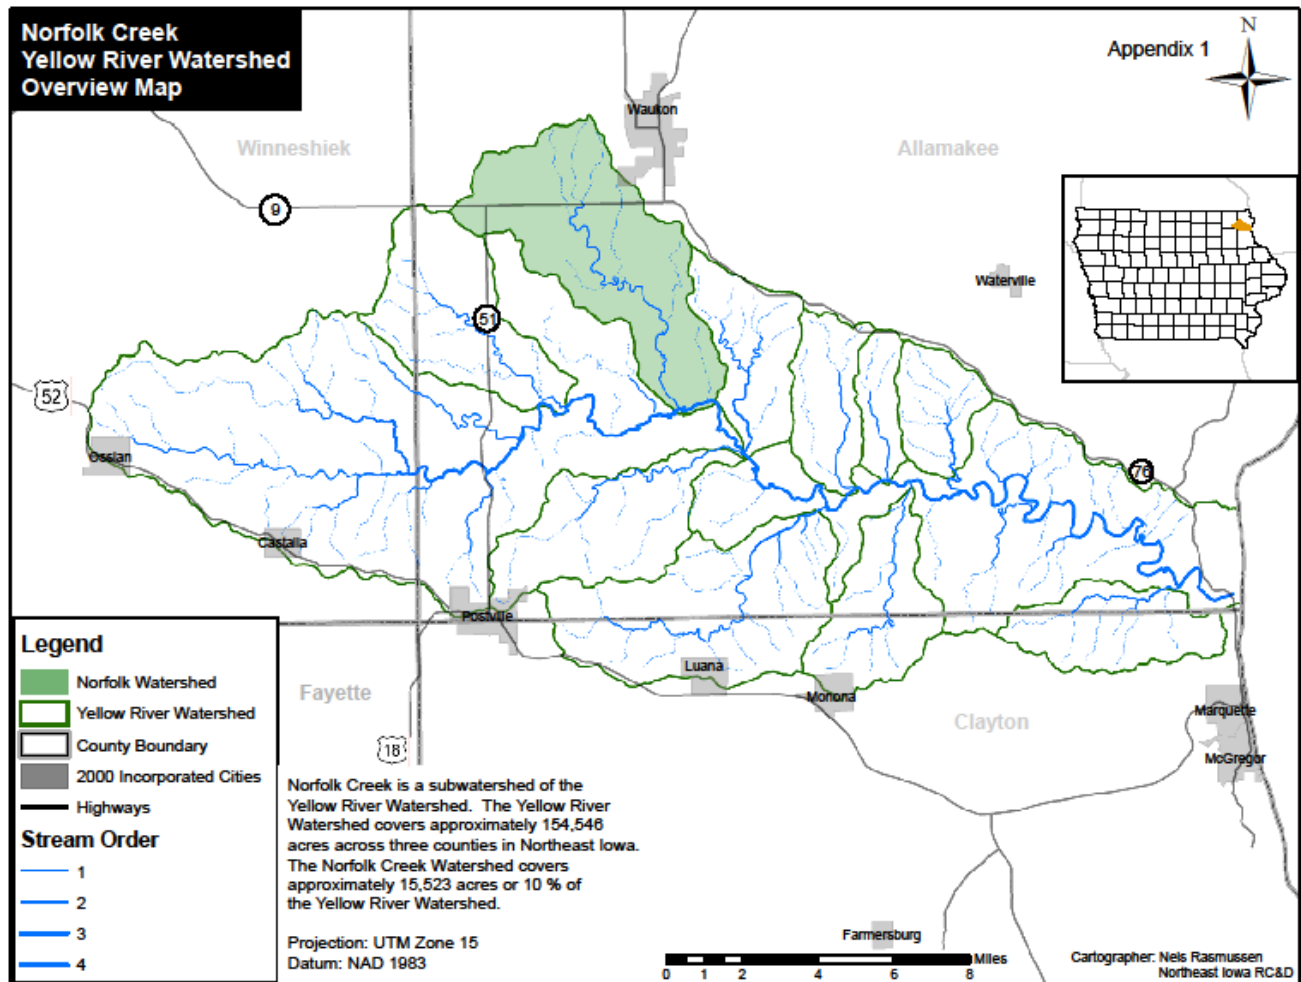 Norfolk Creek
Yellow River Watershed
Overview Map
Appendix 1
N
Waukon
Winneshiek
Allamakee
9
Waterville
51
52
Ossian
76
Castalia
Postville
Luana
Monona
Fayette
Clayton
Marquette
McGregor
18
Farmersburg
Legend
Norfolk Watershed
Yellow River Watershed
County Boundary
2000 Incorporated Cities
Highways
Stream Order
1
2
3
4
Norfolk Creek is a subwatershed of the
Yellow River Watershed. The Yellow River
Watershed covers approximately 154,546
acres across three counties in Northeast Iowa.
The Norfolk Creek Watershed covers
approximately 15,523 acres or 10 % of
the Yellow River Watershed.
Projection: UTM Zone 15
Datum: NAD 1983
Miles
0 1 2 4 6 8
Cartographer: Nels Rasmussen
Northeast Iowa RC&D